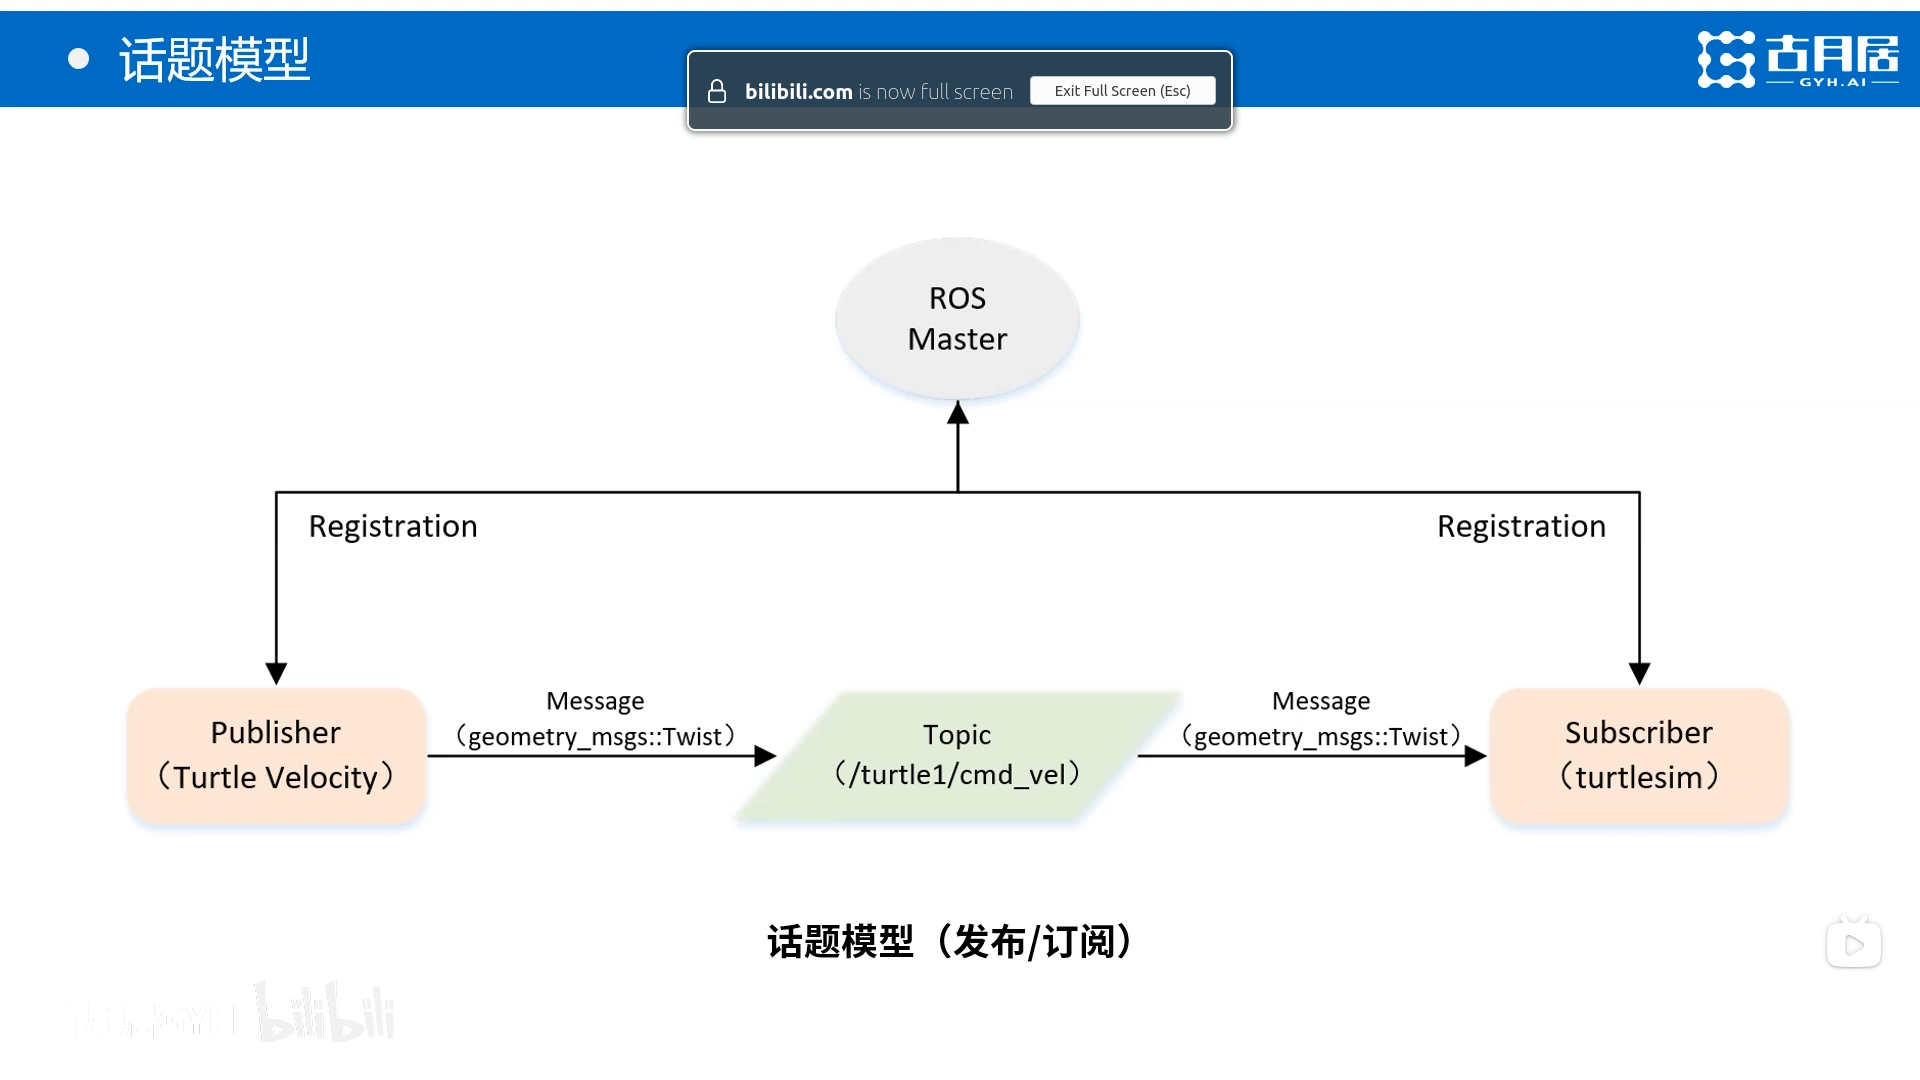 话题模型
bilibili.com is now full screen
Exit Full Screen (Esc)
古月居
GYH.AI
ROS
Master
Registration
Registration
Message
（geometry_msgs::Twist）
Message
（geometry_msgs::Twist）
Publisher
（Turtle Velocity）
Topic
（/turtle1/cmd_vel）
Subscriber
（turtlesim）
话题模型（发布/订阅）
bilibili